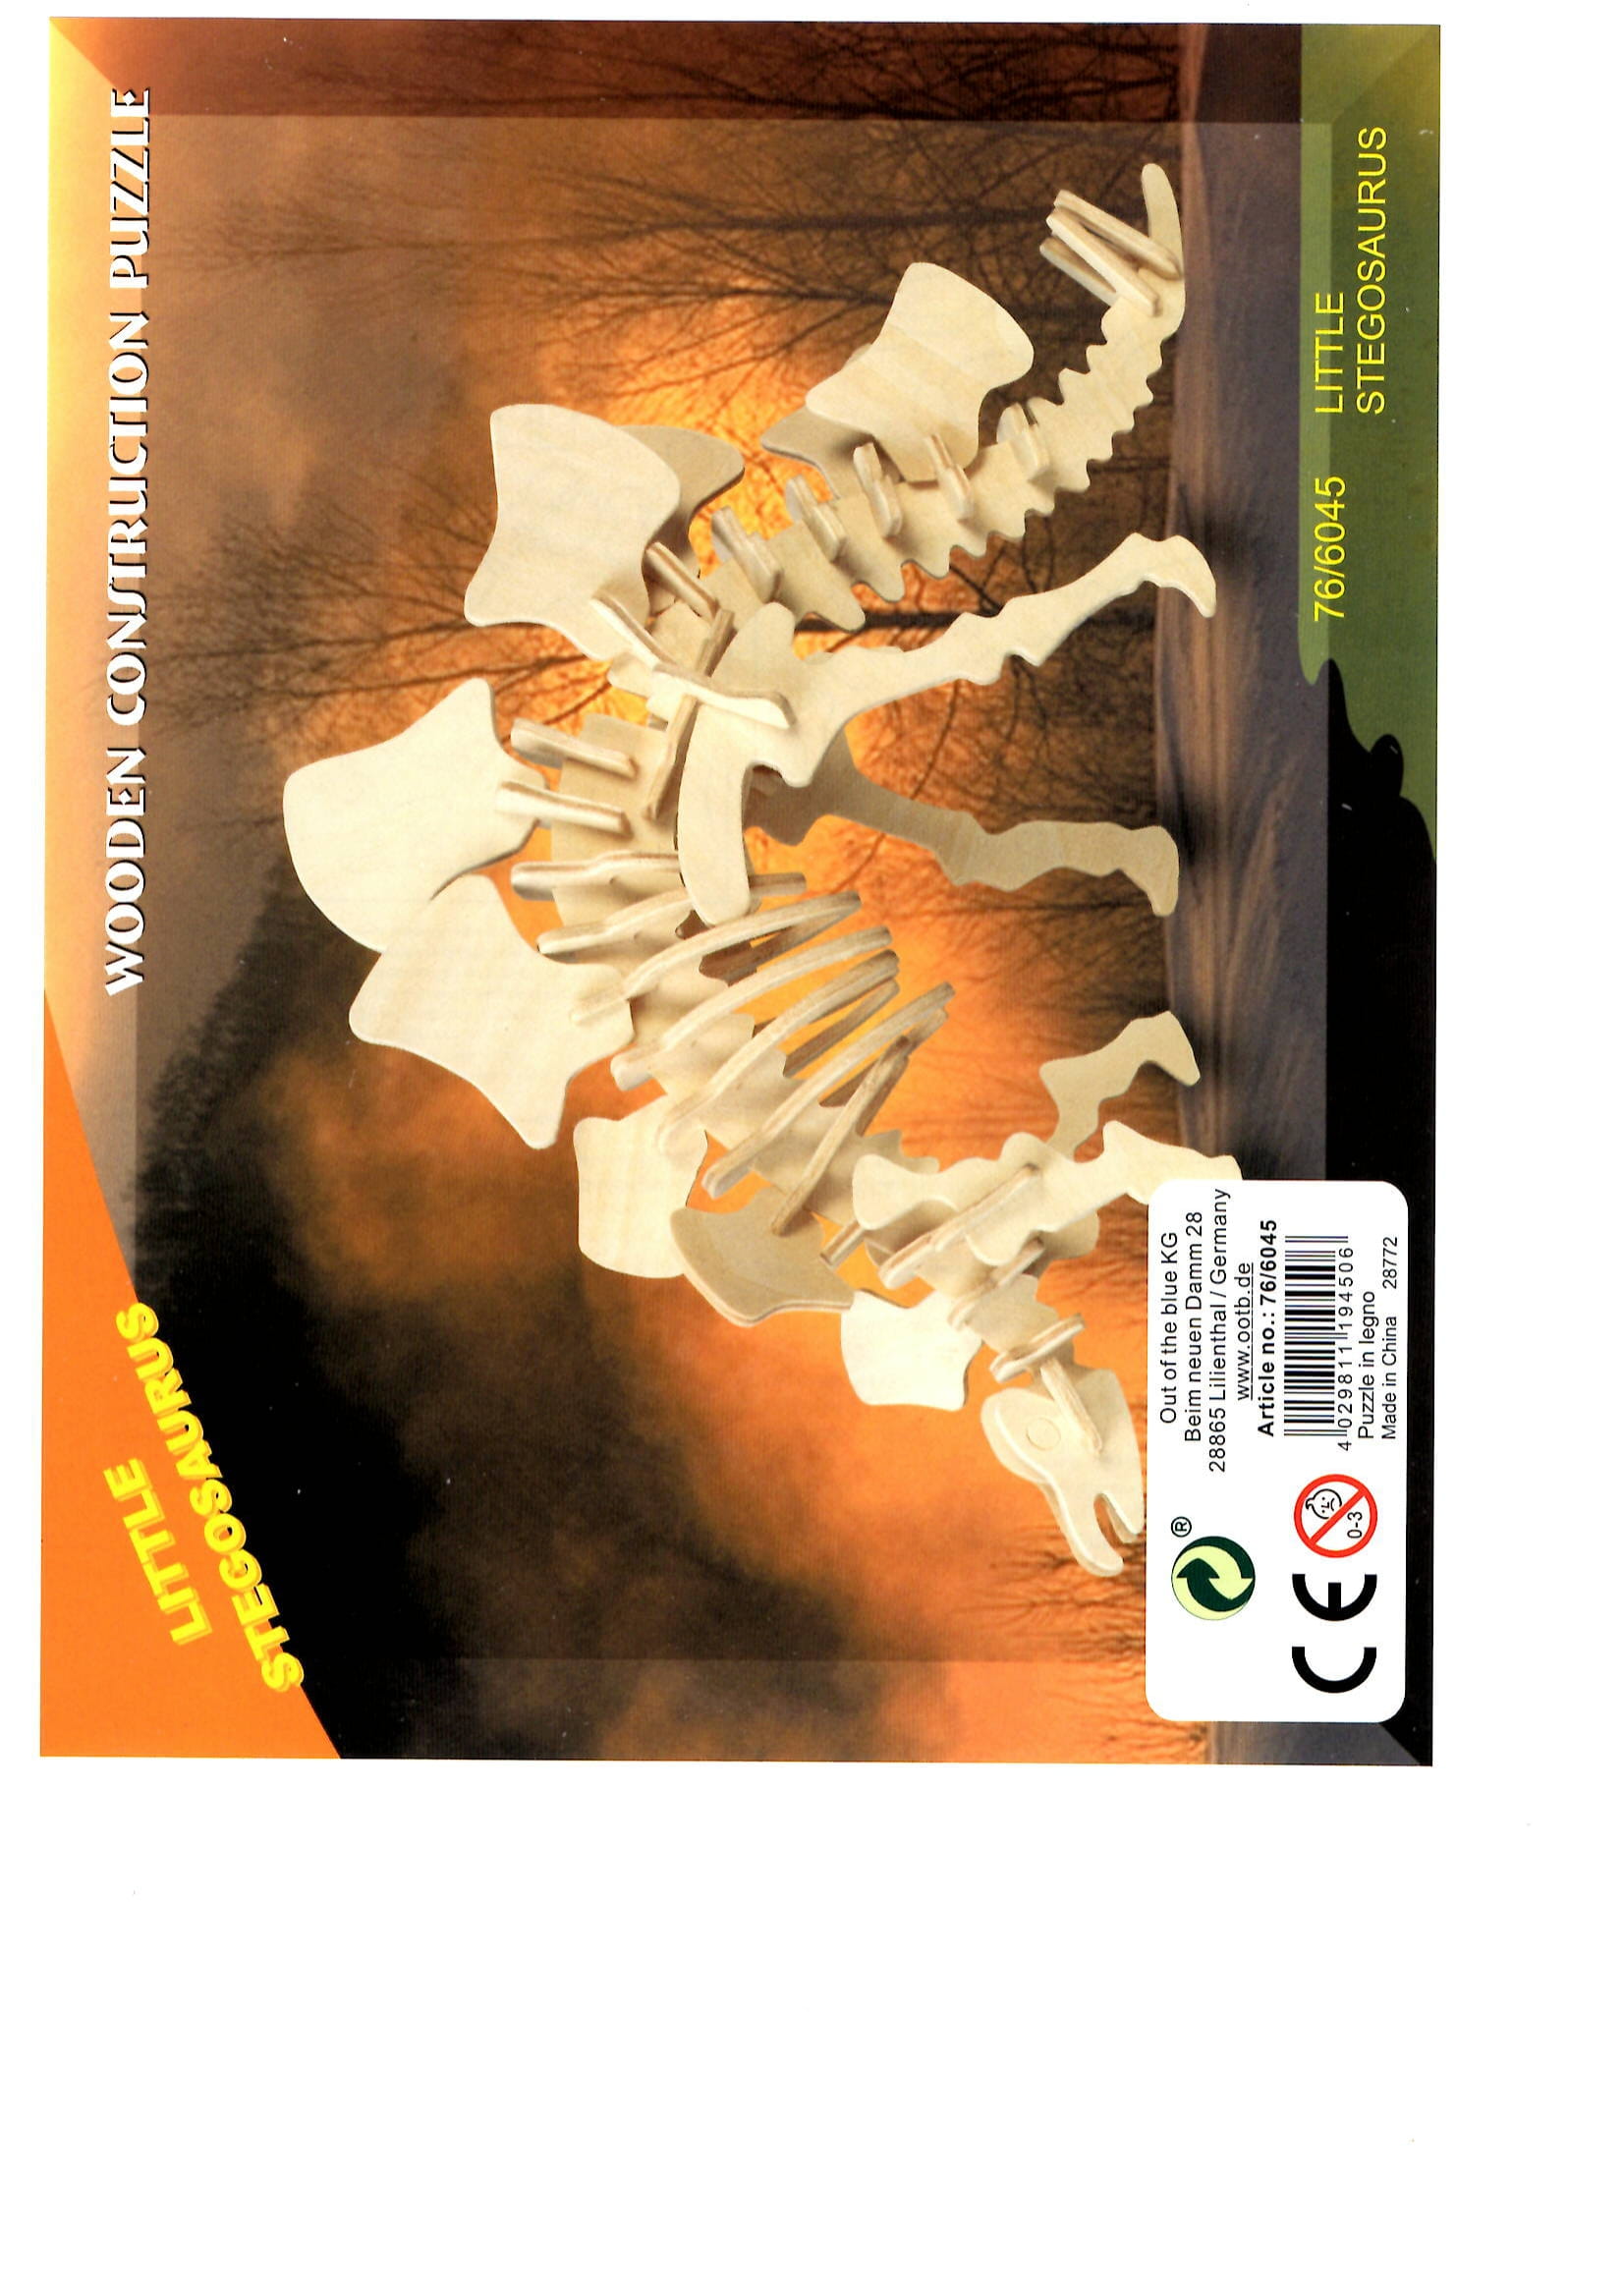 LITTLE
STEGOSAURUS
WOODEN CONSTRUCTION PUZZLE
76/6045 LITTLE
STEGOSAURUS
Out of the blue KG
Beim neuen Damm 28
28865 Lilienthal / Germany
www.ootb.de
Article no.: 76/6045
4 029811 194506
Puzzle in legno
Made in China 28772
®
CE
0-3